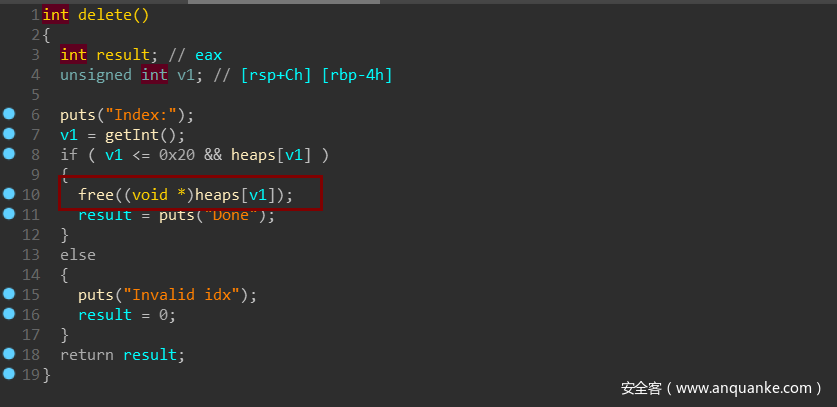 1 int delete()
2 {
3 int result; // eax
4 unsigned int v1; // [rsp+Ch] [rbp-4h]
5
6 puts("Index:");
7 v1 = getInt();
8 if ( v1 <= 0x20 && heaps[v1] )
9 {
10 free((void *)heaps[v1]);
11 result = puts("Done");
12 }
13 else
14 {
15 puts("Invalid idx");
16 result = 0;
17 }
18 return result;
19 }
安全客（www.anquanke.com）